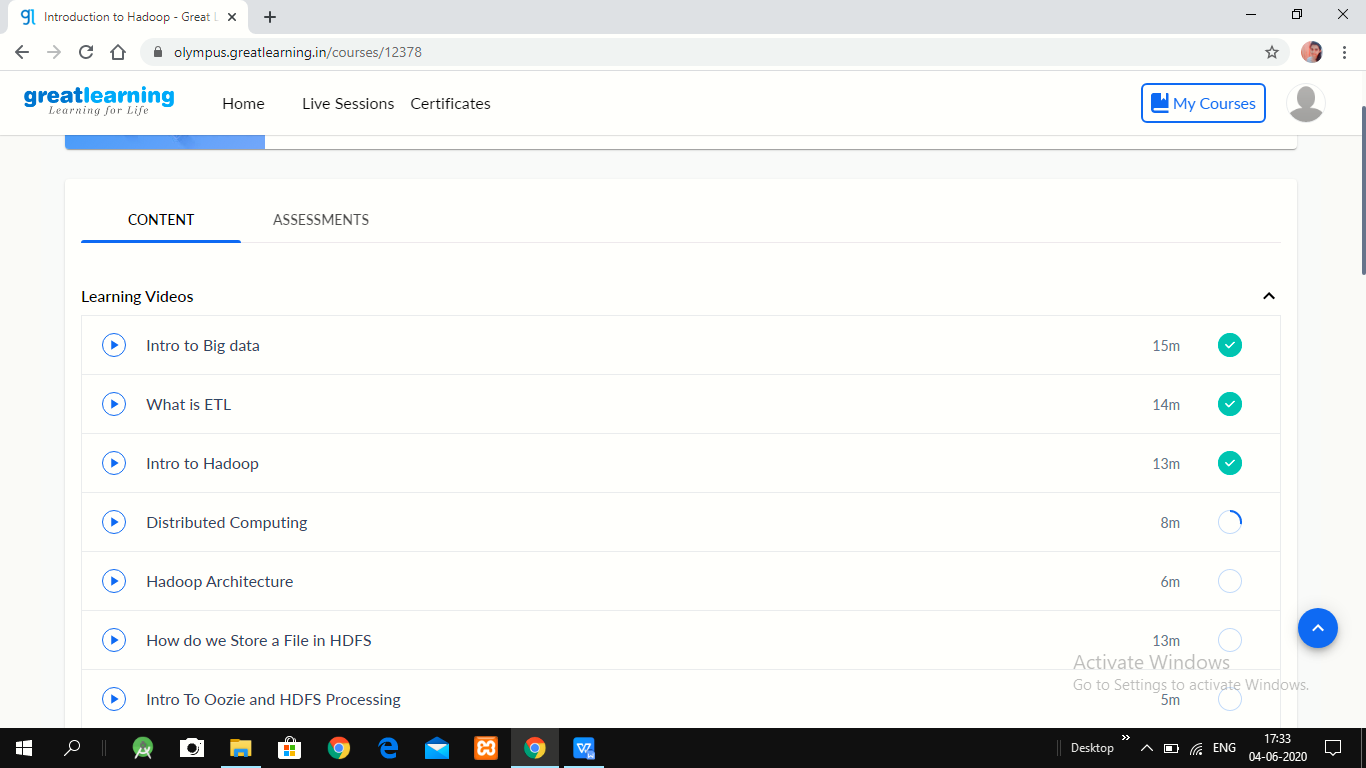 Introduction to Hadoop - Great L
olympus.greatlearning.in/courses/12378
greatlearning
Learning for Life
Home
Live Sessions
Certificates
My Courses
CONTENT
ASSESSMENTS
Learning Videos
Intro to Big data
15m
What is ETL
14m
Intro to Hadoop
13m
Distributed Computing
8m
Hadoop Architecture
6m
How do we Store a File in HDFS
13m
Activate Windows
Go to Settings to activate Windows.
Intro To Oozie and HDFS Processing
5m
Desktop
ENG
17:33
04-06-2020